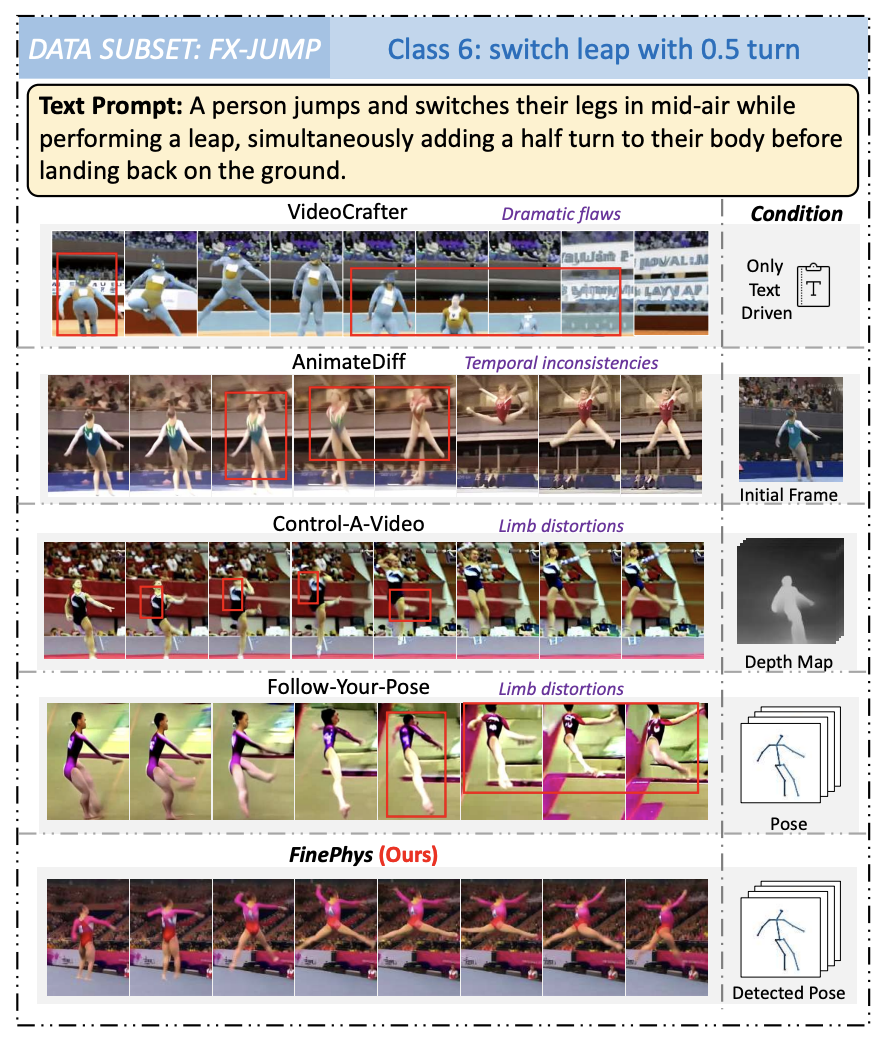 DATA SUBSET: FX-JUMP
Class 6: switch leap with 0.5 turn
Text Prompt: A person jumps and switches their legs in mid-air while
performing a leap, simultaneously adding a half turn to their body before
landing back on the ground.
VideoCrafter
Dramatic flaws
Condition
Only
Text
Driven
T
AnimateDiff
Temporal inconsistencies
Initial Frame
Control-A-Video
Limb distortions
Depth Map
Follow-Your-Pose
Limb distortions
Pose
FinePhys (Ours)
Detected Pose